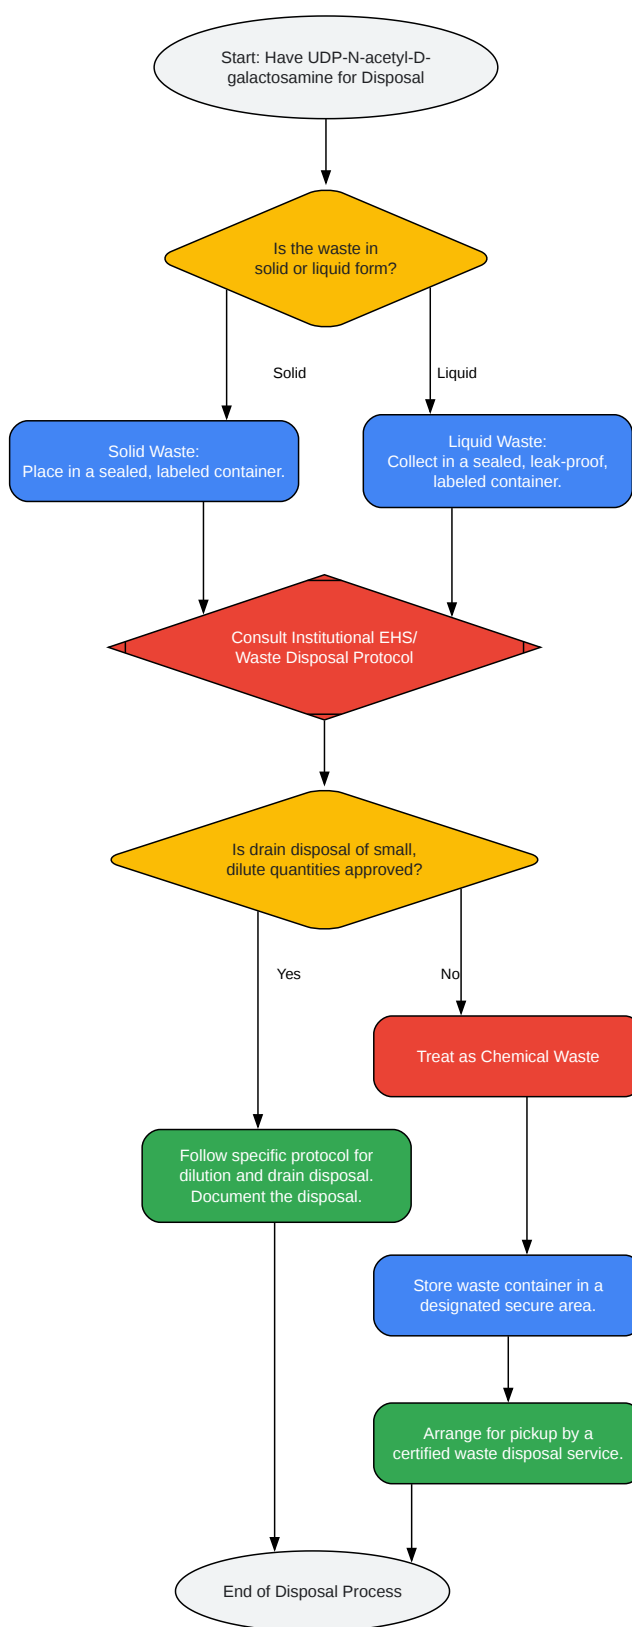 Start: Have UDP-N-acetyl-D-
galactosamine for Disposal
Is the waste in
solid or liquid form?
Solid
Liquid
Solid Waste:
Place in a sealed, labeled container.
Liquid Waste:
Collect in a sealed, leak-proof,
labeled container.
Consult Institutional EHS/
Waste Disposal Protocol
Is drain disposal of small,
dilute quantities approved?
Yes
No
Treat as Chemical Waste
Follow specific protocol for
dilution and drain disposal.
Document the disposal.
Store waste container in a
designated secure area.
Arrange for pickup by a
certified waste disposal service.
End of Disposal Process